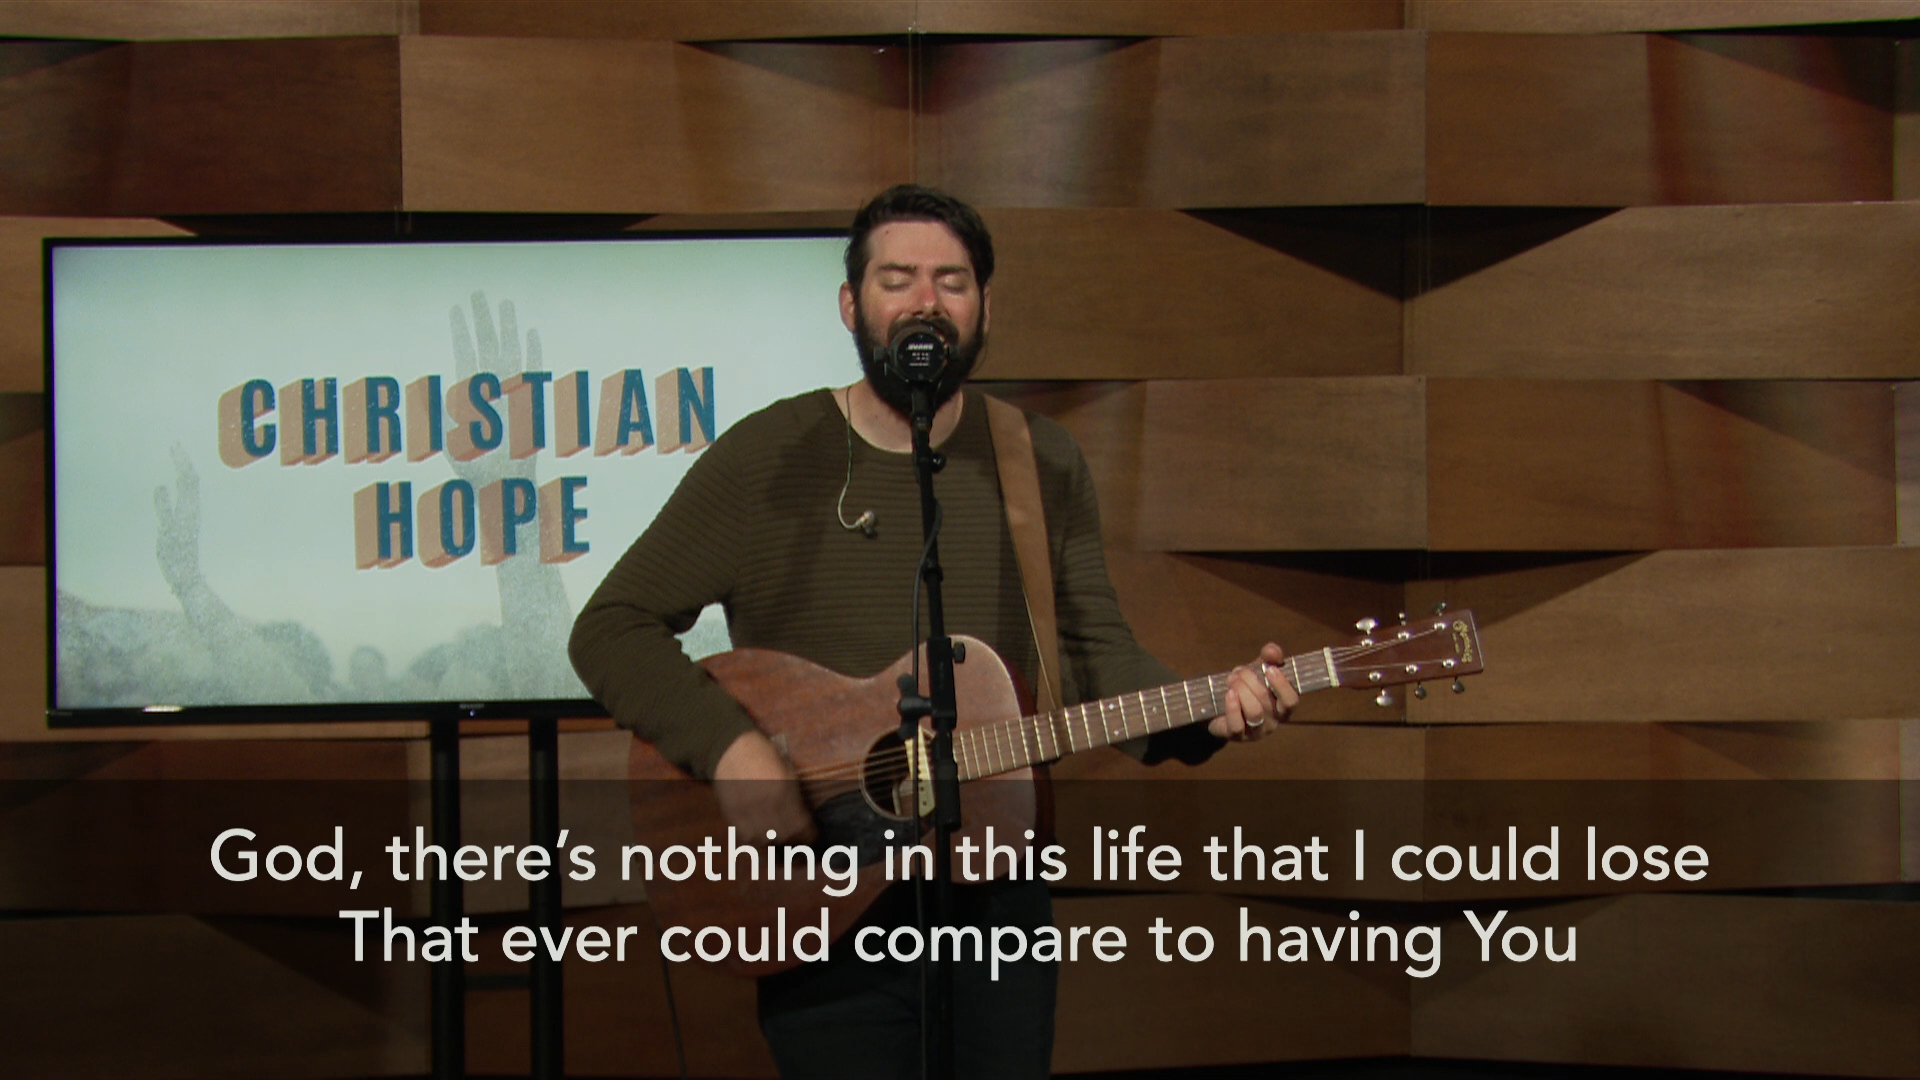 CHRISTIAN
HOPE
God, there’s nothing in this life that I could lose
That ever could compare to having You